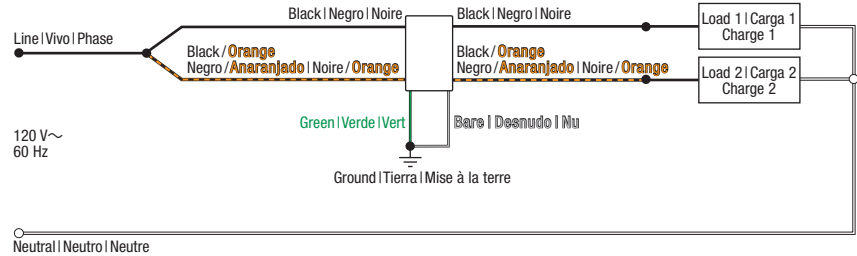 Line | Vivo | Phase
Black | Negro | Noire
Black / Orange
Negro / Anaranjado | Noire / Orange
Black | Negro | Noire
Black / Orange
Negro / Anaranjado | Noire / Orange
Load 1 | Carga 1
Charge 1
Load 2 | Carga 2
Charge 2
Green | Verde | Vert
Bare | Desnudo | Nu
120 V~
60 Hz
Ground | Tierra | Mise à la terre
Neutral | Neutro | Neutre